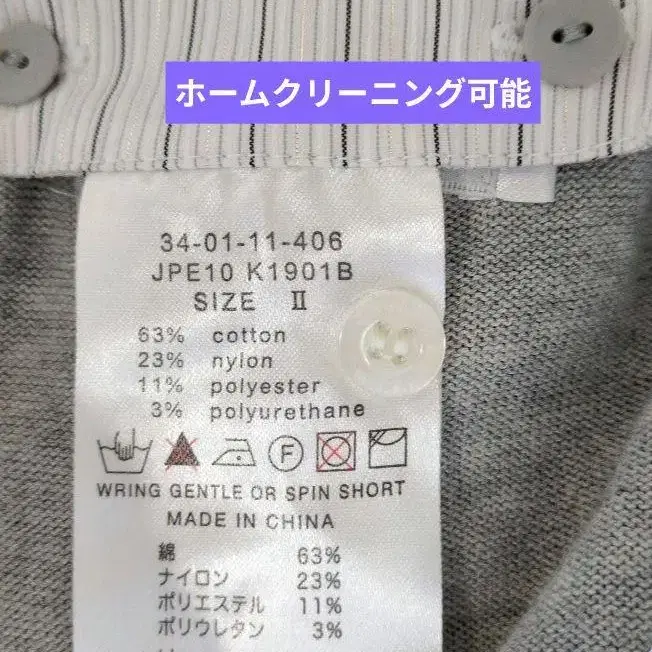 ホームクリーニング可能
34-01-11-406
JPE10 K1901B
SIZE Ⅱ
63% cotton
23% nylon
11% polyester
3% polyurethane
F
WRING GENTLE OR SPIN SHORT
MADE IN CHINA
綿 63%
ナイロン 23%
ポリエステル 11%
ポリウレタン 3%